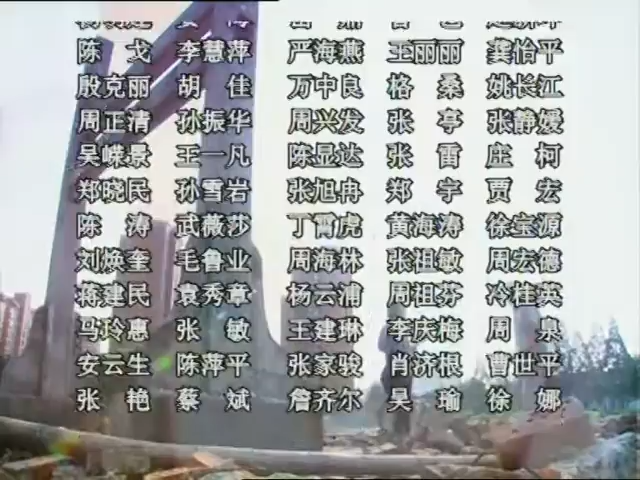 陈戈 李慧萍 严海燕 王丽丽 龚怡平
殷克丽 胡佳 万中良 格桑 姚长江
周正清 孙振华 周兴发 张亭 张静媛
吴嵘景 王一凡 陈显达 张雷 庄柯
郑晓民 孙雪岩 张旭冉 郑宇 贾宏
陈涛 武薇莎 丁胥虎 黄海涛 徐宝源
刘焕奎 毛鲁业 周海林 张祖敏 周宏德
蒋建民 袁秀章 杨云浦 周祖芬 冷桂英
马玲惠 张敏 王建琳 李庆梅 周泉
安云生 陈萍平 张家骏 肖济根 曹世平
张艳 蔡斌 詹齐尔 吴瑜 徐娜